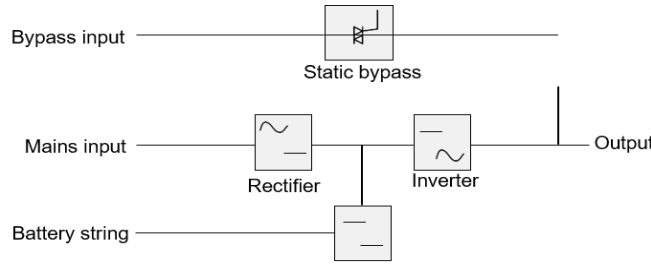 Bypass input
Static bypass
Mains input
Output
Rectifier
Inverter
Battery string